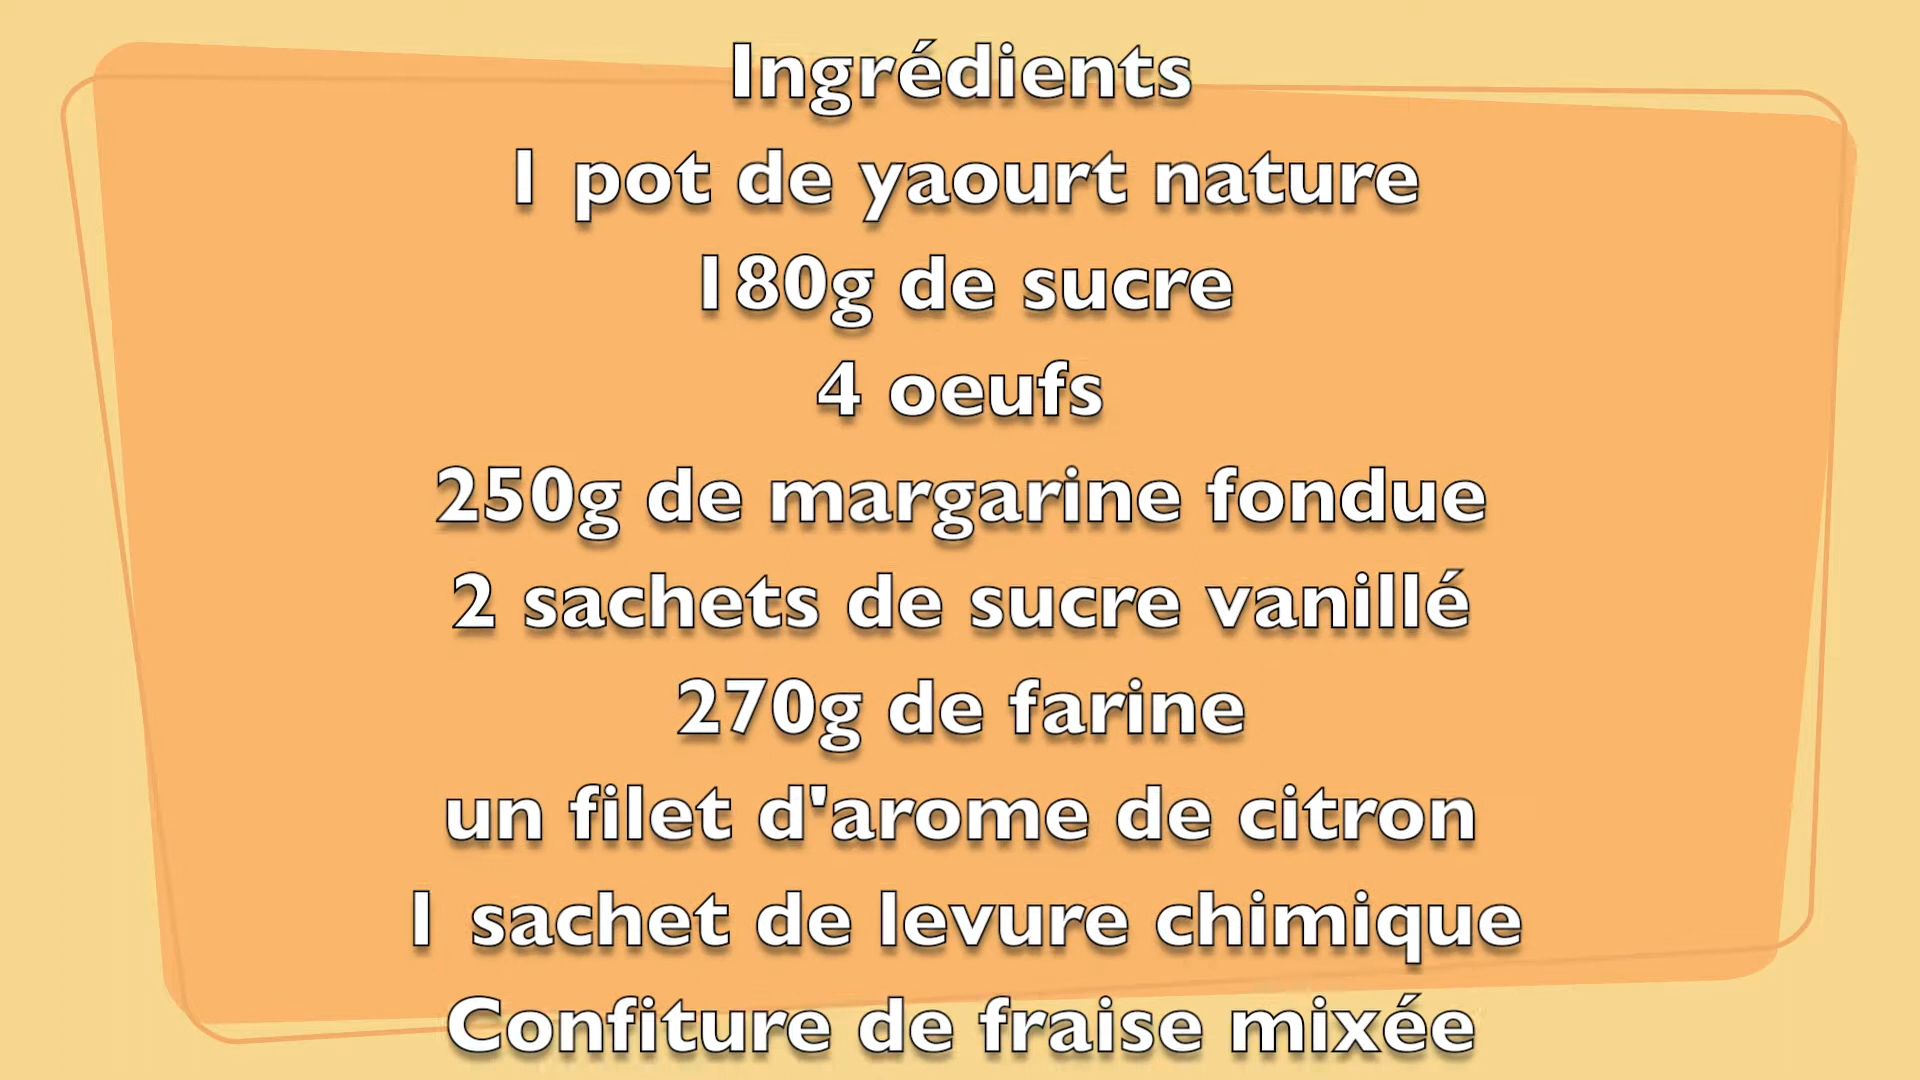 Ingrédients
1 pot de yaourt nature
180g de sucre
4 oeufs
250g de margarine fondue
2 sachets de sucre vanillé
270g de farine
un filet d'arome de citron
1 sachet de levure chimique
Confiture de fraise mixée